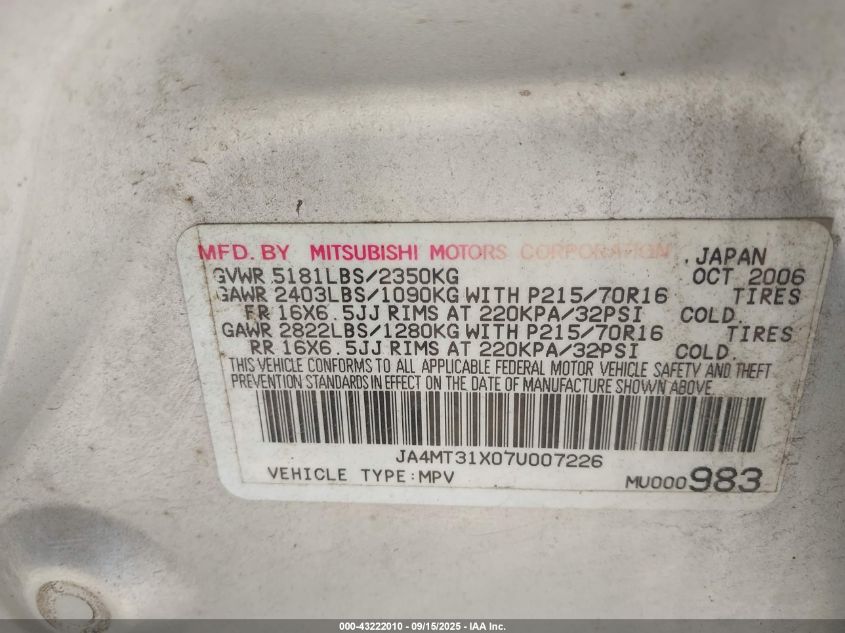 MFD. BY MITSUBISHI MOTORS CORPORATION, JAPAN
GVWR 5181LBS/2350KG OCT 2006
GAWR 2403LBS/1090KG WITH P215/70R16 TIRES
FR 16X6.5JJ RIMS AT 220KPA/32PSI COLD.
GAWR 2822LBS/1280KG WITH P215/70R16 TIRES
RR 16X6.5JJ RIMS AT 220KPA/32PSI COLD.
THIS VEHICLE CONFORMS TO ALL APPLICABLE FEDERAL MOTOR VEHICLE SAFETY AND THEFT
PREVENTION STANDARDS IN EFFECT ON THE DATE OF MANUFACTURE SHOWN ABOVE.
JA4MT31X07U007226
VEHICLE TYPE:MPV MU000983
000-43222010 - 09/15/2025 - IAA Inc.